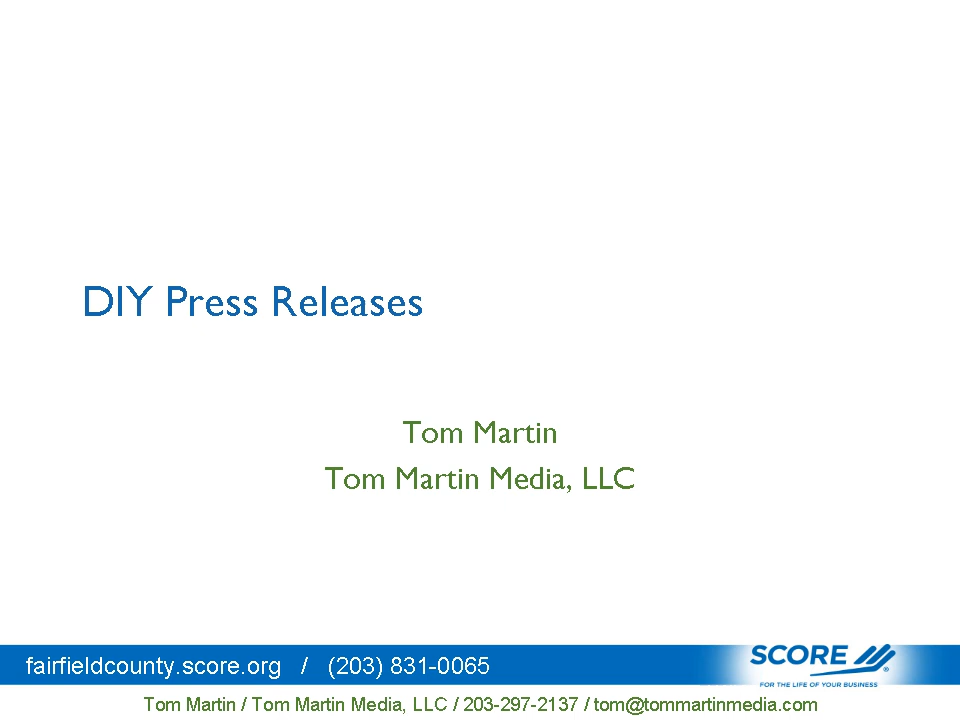 DIY Press Releases
Tom Martin
Tom Martin Media, LLC
fairfieldcounty.score.org / (203) 831-0065
SCORE
FOR THE LIFE OF YOUR BUSINESS
Tom Martin / Tom Martin Media, LLC / 203-297-2137 / tom@tommartinmedia.com